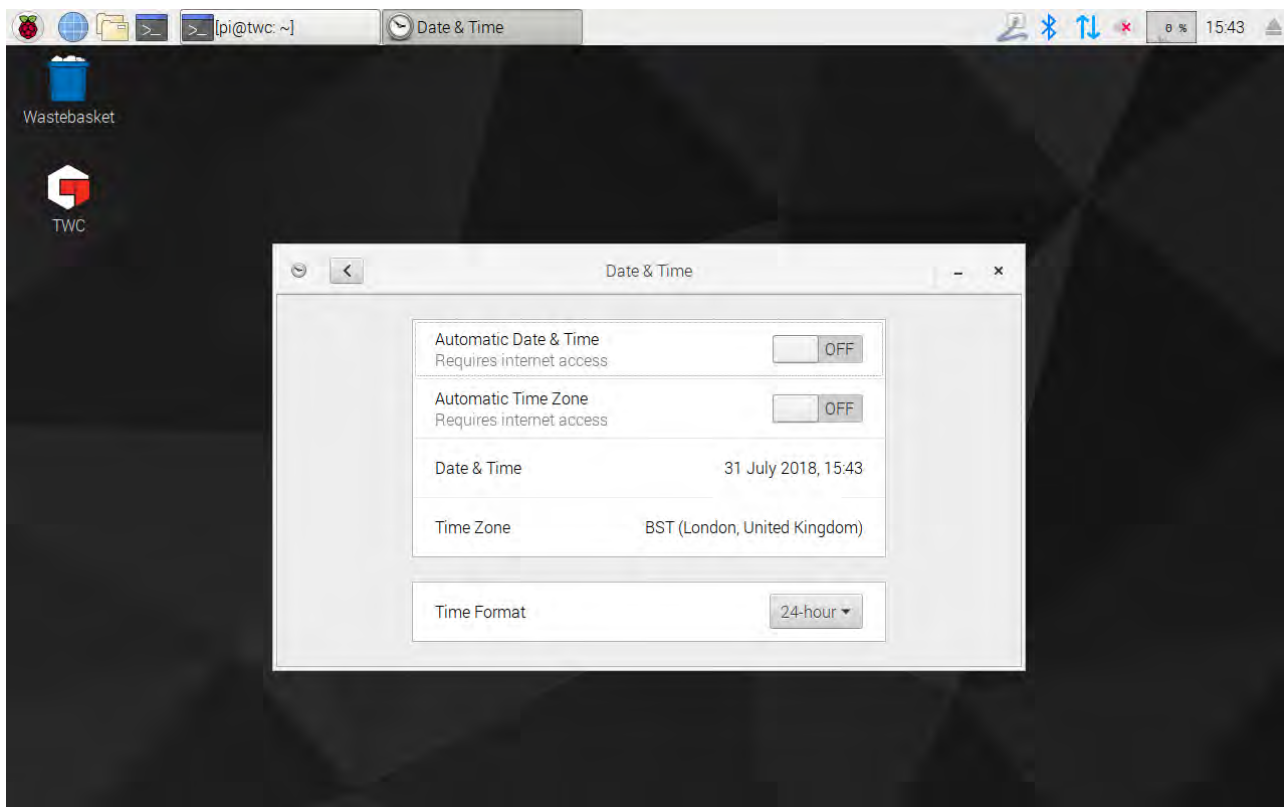 [pi@twc: ~]
Date & Time
0 %
15:43
Wastebasket
TWC
Date & Time
Automatic Date & Time
OFF
Requires internet access
Automatic Time Zone
OFF
Requires internet access
Date & Time
31 July 2018, 15:43
Time Zone
BST (London, United Kingdom)
Time Format
24-hour